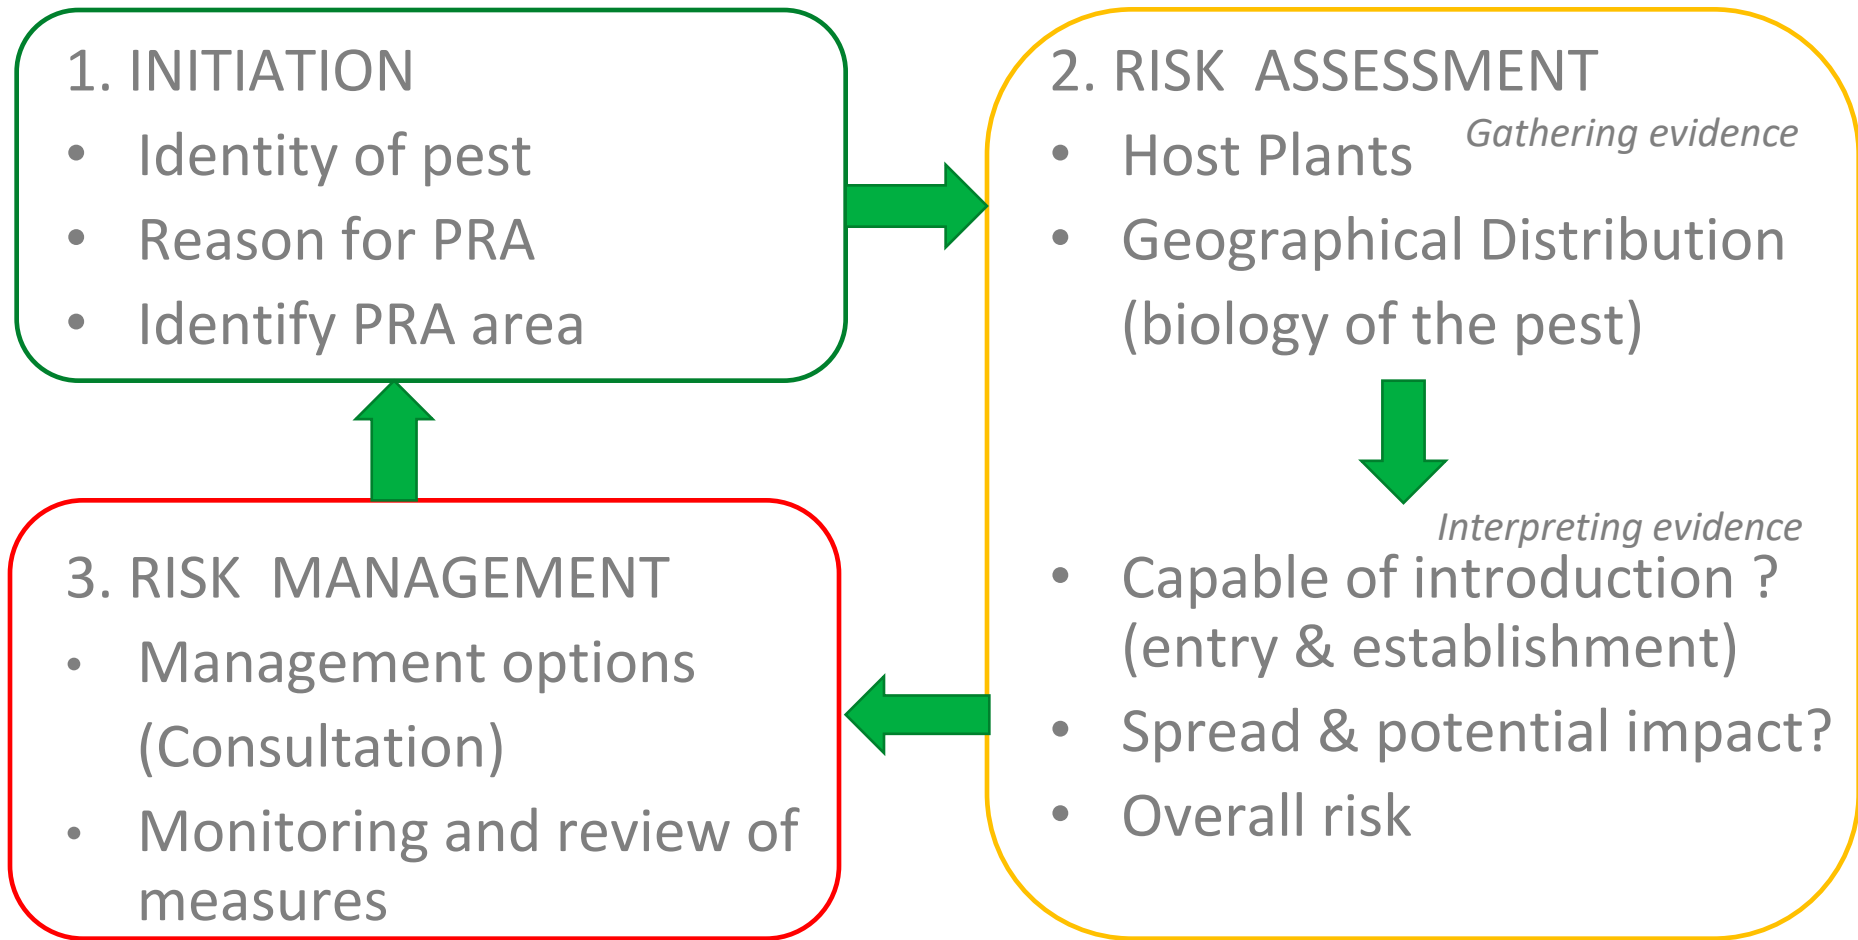 1. INITIATION
• Identity of pest
• Reason for PRA
• Identify PRA area
2. RISK ASSESSMENT
Gathering evidence
• Host Plants
• Geographical Distribution
(biology of the pest)
Interpreting evidence
• Capable of introduction ?
(entry & establishment)
• Spread & potential impact?
• Overall risk
3. RISK MANAGEMENT
• Management options
(Consultation)
• Monitoring and review of
measures